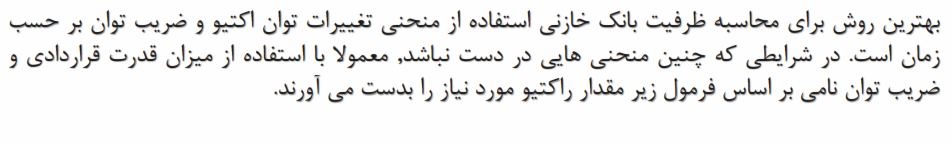 بهترین روش برای محاسبه ظرفیت بانک خازنی استفاده از منحنی تغییرات توان اکتیو و ضریب توان بر حسب
زمان است. در شرایطی که چنین منحنی هایی در دست نباشد, معمولا با استفاده از میزان قدرت قراردادی و
ضریب توان نامی بر اساس فرمول زیر مقدار راکتیو مورد نیاز را بدست می آورند.